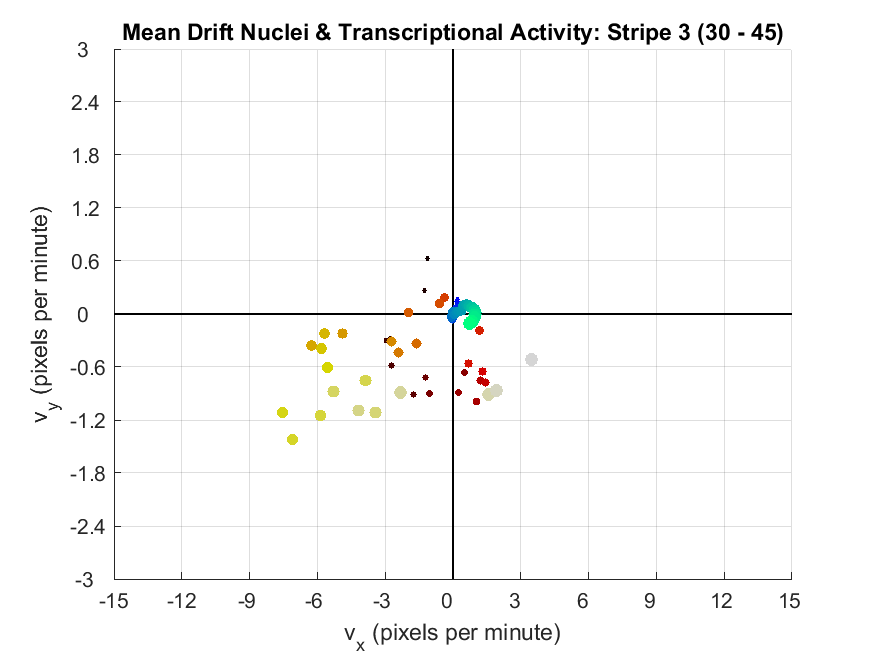 Mean Drift Nuclei & Transcriptional Activity: Stripe 3 (30 - 45)
3
2.4
1.8
1.2
0.6
0
-0.6
-1.2
-1.8
-2.4
-3
v_y (pixels per minute)
-15 -12 -9 -6 -3 0 3 6 9 12 15
v_x (pixels per minute)